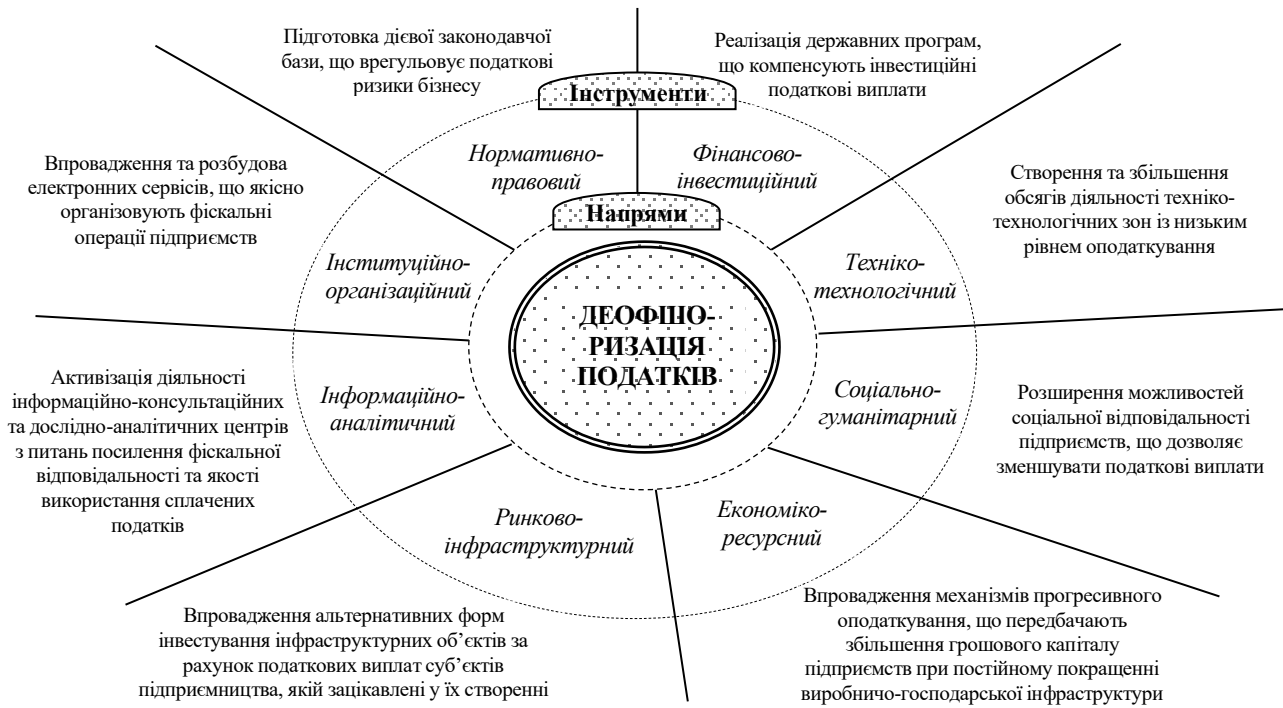 Підготовка дієвої законодавчої
бази, що врегульовує податкові
ризики бізнесу
Реалізація державних програм,
що компенсують інвестиційні
податкові виплати
Інструменти
Нормативно-
правовий
Фінансово-
інвестиційний
Напрями
Впровадження та розбудова
електронних сервісів, що якісно
організовують фіскальні
операції підприємств
Інституційно-
організаційний
Техніко-
технологічний
Створення та збільшення
обсягів діяльності техніко-
технологічних зон із низьким
рівнем оподаткування
ДЕОФШО-
РИЗАЦІЯ
ПОДАТКІВ
Активізація діяльності
інформаційно-консультаційних
та дослідно-аналітичних центрів
з питань посилення фіскальної
відповідальності та якості
використання сплачених
податків
Інформаційно-
аналітичний
Соціально-
гуманітарний
Розширення можливостей
соціальної відповідальності
підприємств, що дозволяє
зменшувати податкові виплати
Ринково-
інфраструктурний
Економіко-
ресурсний
Впровадження альтернативних форм
інвестування інфраструктурних об’єктів за
рахунок податкових виплат суб’єктів
підприємництва, якій зацікавлені у їх створенні
Впровадження механізмів прогресивного
оподаткування, що передбачають
збільшення грошового капіталу
підприємств при постійному покращенні
виробничо-господарської інфраструктури